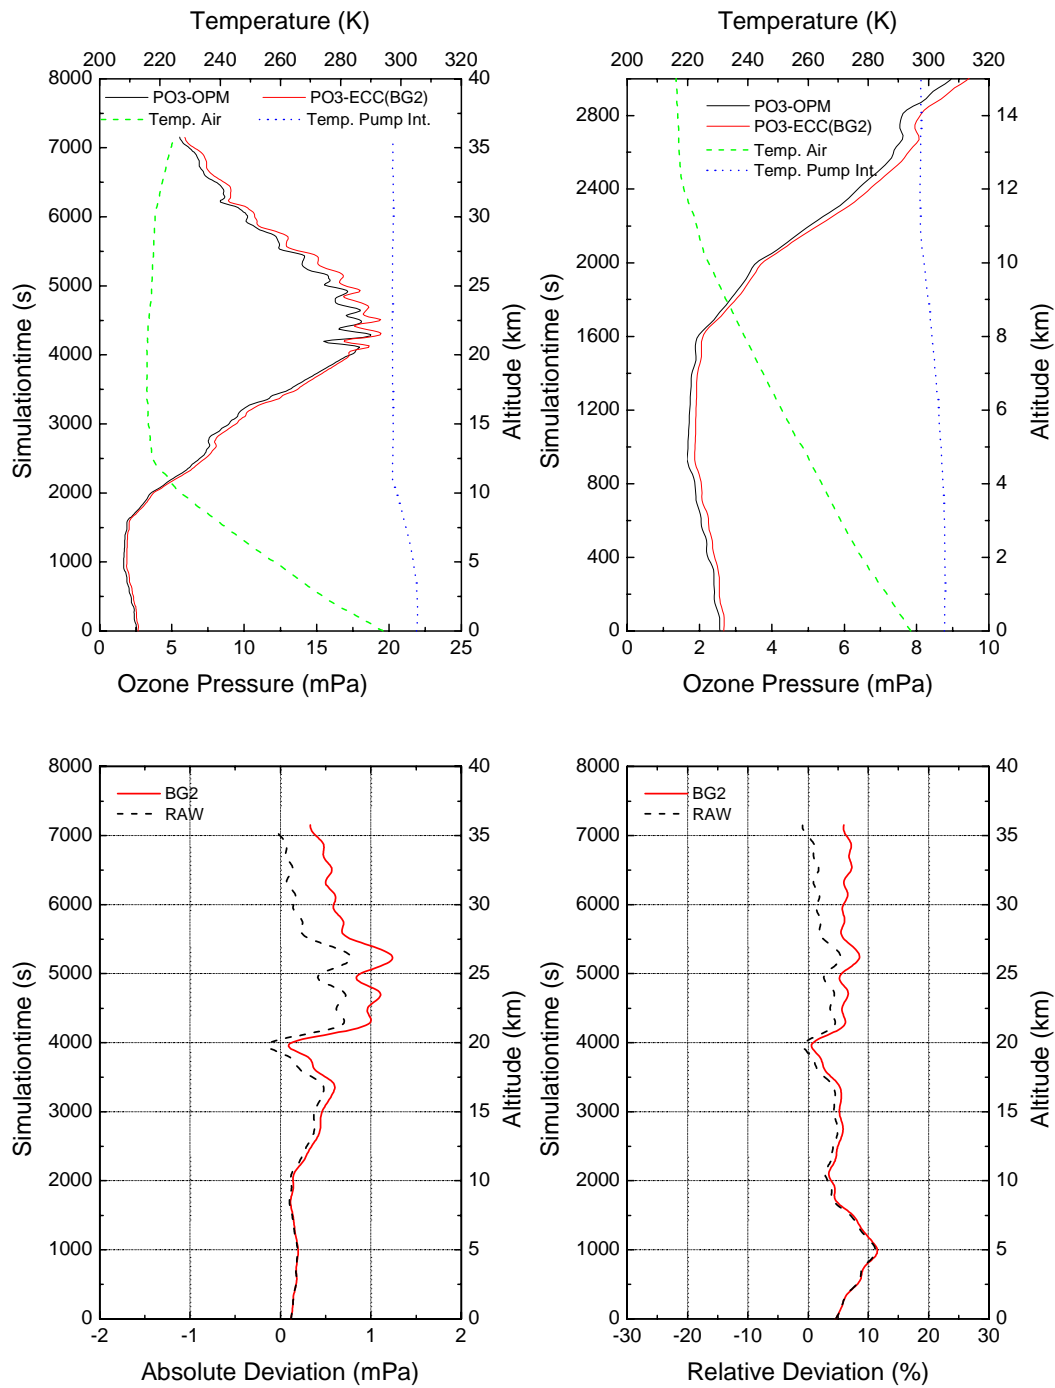 Temperature (K)
200 220 240 260 280 300 320
8000 7000 6000 5000 4000 3000 2000 1000 0
Simulationtime (s)
PO3-OPM PO3-ECC(BG2)
Temp. Air Temp. Pump Int.
40 35 30 25 20 15 10 5 0
Altitude (km)
0 5 10 15 20 25
Ozone Pressure (mPa)
Temperature (K)
200 220 240 260 280 300 320
2800 2400 2000 1600 1200 800 400 0
Simulationtime (s)
PO3-OPM
PO3-ECC(BG2)
Temp. Air
Temp. Pump Int.
14 12 10 8 6 4 2 0
Altitude (km)
0 2 4 6 8 10
Ozone Pressure (mPa)
8000 7000 6000 5000 4000 3000 2000 1000 0
Simulationtime (s)
BG2
RAW
40 35 30 25 20 15 10 5 0
Altitude (km)
-2 -1 0 1 2
Absolute Deviation (mPa)
8000 7000 6000 5000 4000 3000 2000 1000 0
Simulationtime (s)
BG2
RAW
40 35 30 25 20 15 10 5 0
Altitude (km)
-30 -20 -10 0 10 20 30
Relative Deviation (%)